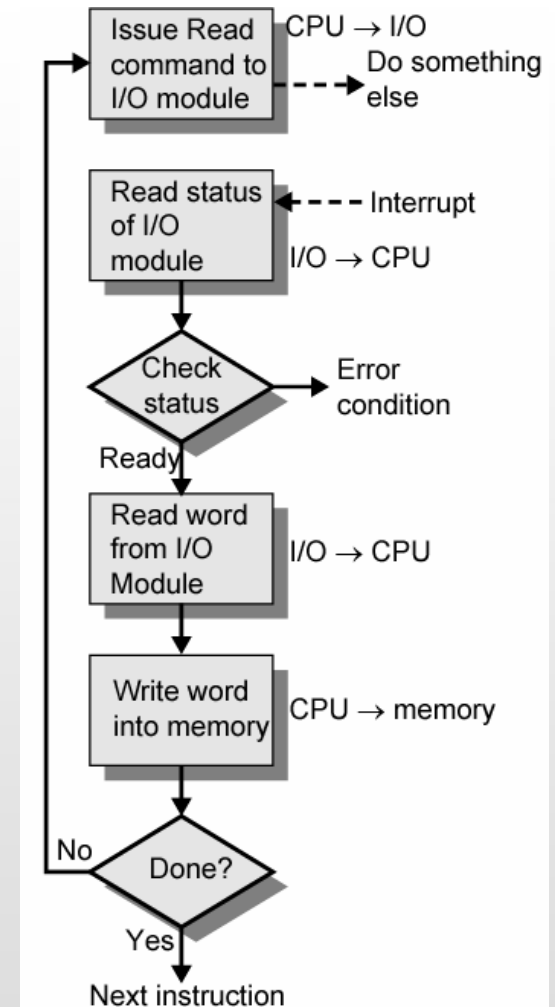 Issue Read
command to
I/O module
CPU → I/O
Do something
else
Read status
of I/O
module
Interrupt
I/O → CPU
Check
status
Error
condition
Ready
Read word
from I/O
Module
I/O → CPU
Write word
into memory
CPU → memory
Done?
No
Yes
Next instruction